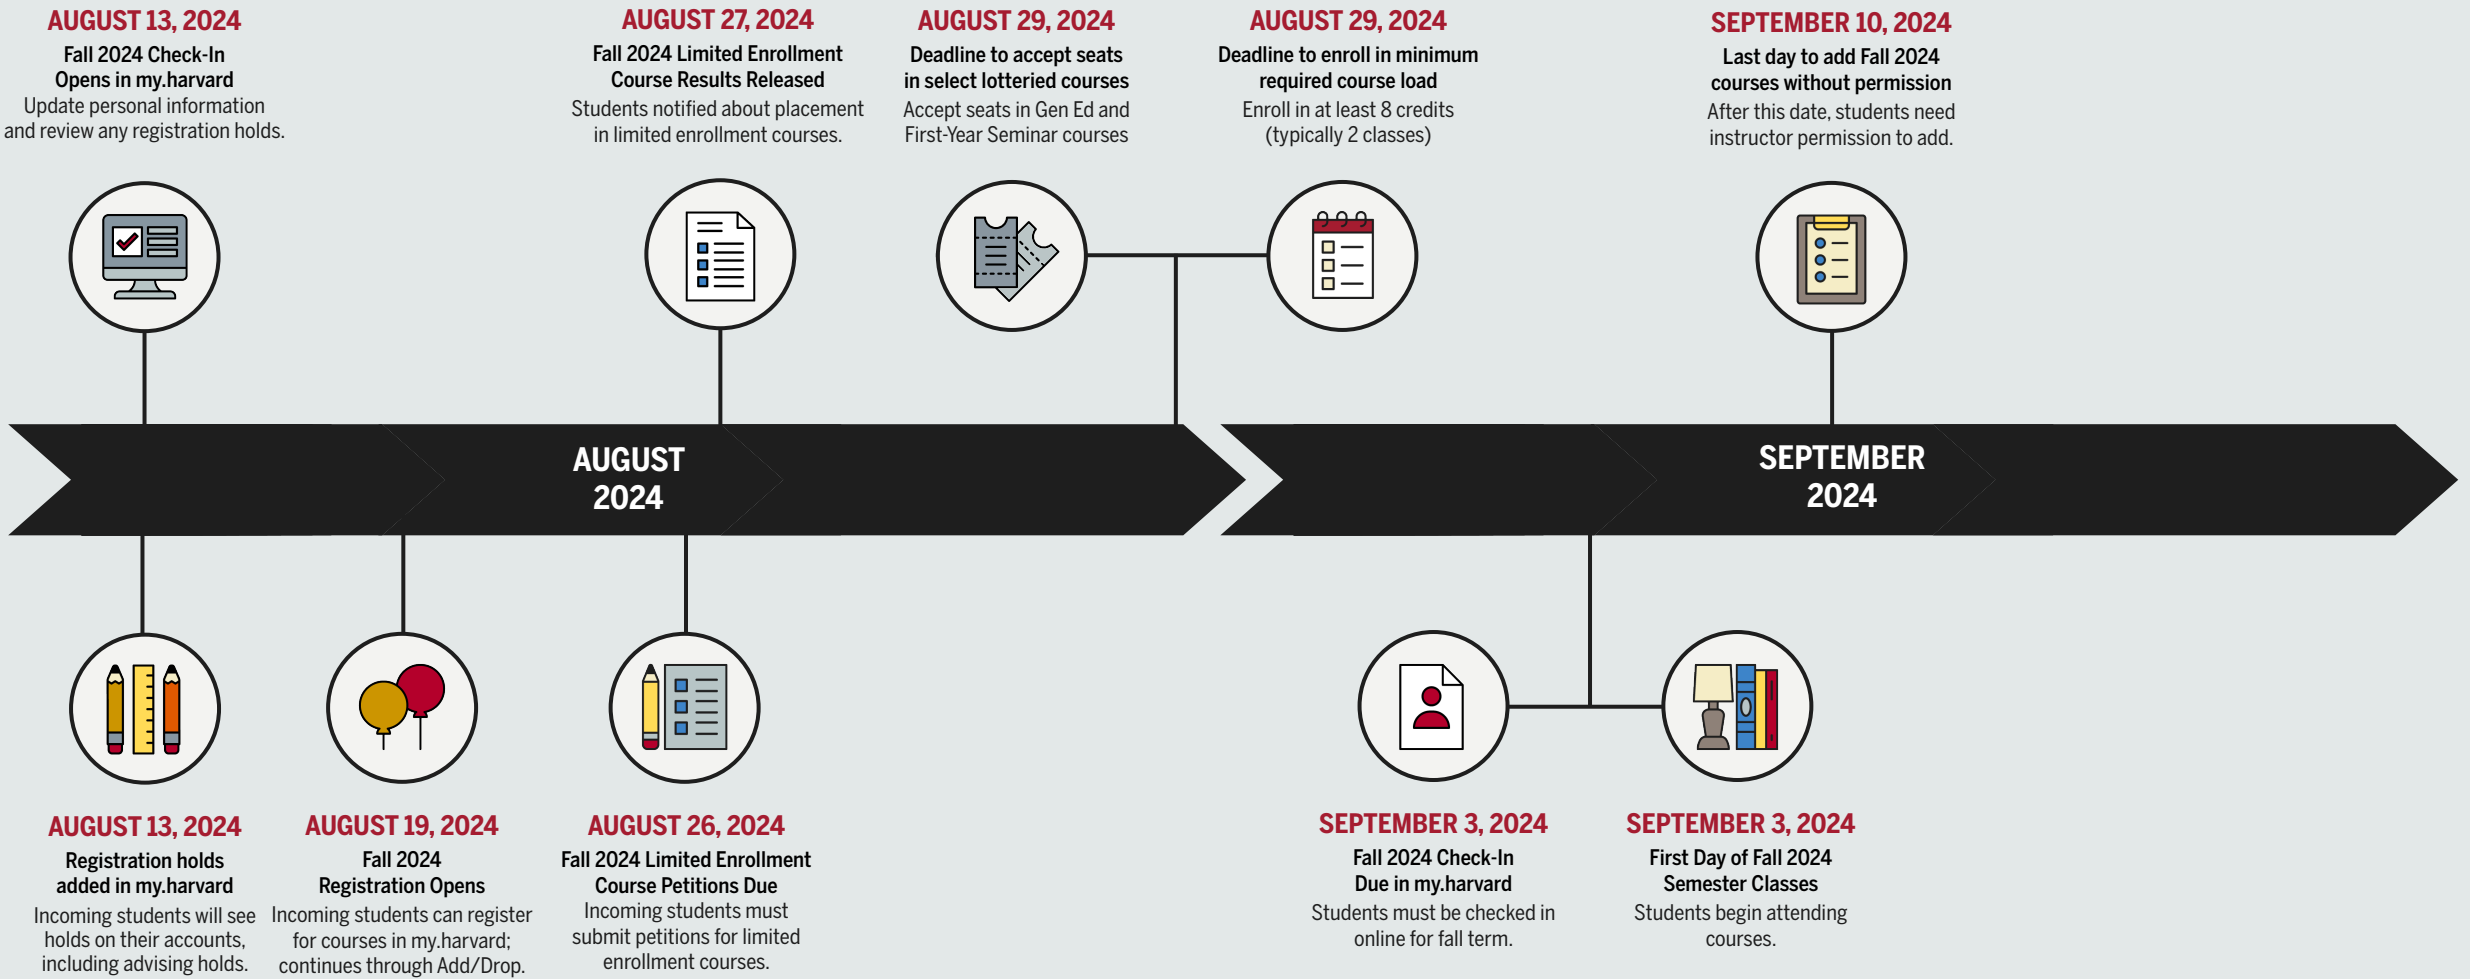 AUGUST 13, 2024
Fall 2024 Check-In
Opens in my.harvard
Update personal information
and review any registration holds.
AUGUST 27, 2024
Fall 2024 Limited Enrollment
Course Results Released
Students notified about placement
in limited enrollment courses.
AUGUST 29, 2024
Deadline to accept seats
in select lotteried courses
Accept seats in Gen Ed and
First-Year Seminar courses
AUGUST 29, 2024
Deadline to enroll in minimum
required course load
Enroll in at least 8 credits
(typically 2 classes)
SEPTEMBER 10, 2024
Last day to add Fall 2024
courses without permission
After this date, students need
instructor permission to add.
AUGUST
2024
SEPTEMBER
2024
AUGUST 13, 2024
Registration holds
added in my.harvard
Incoming students will see
holds on their accounts,
including advising holds.
AUGUST 19, 2024
Fall 2024
Registration Opens
Incoming students can register
for courses in my.harvard;
continues through Add/Drop.
AUGUST 26, 2024
Fall 2024 Limited Enrollment
Course Petitions Due
Incoming students must
submit petitions for limited
enrollment courses.
SEPTEMBER 3, 2024
Fall 2024 Check-In
Due in my.harvard
Students must be checked in
online for fall term.
SEPTEMBER 3, 2024
First Day of Fall 2024
Semester Classes
Students begin attending
courses.